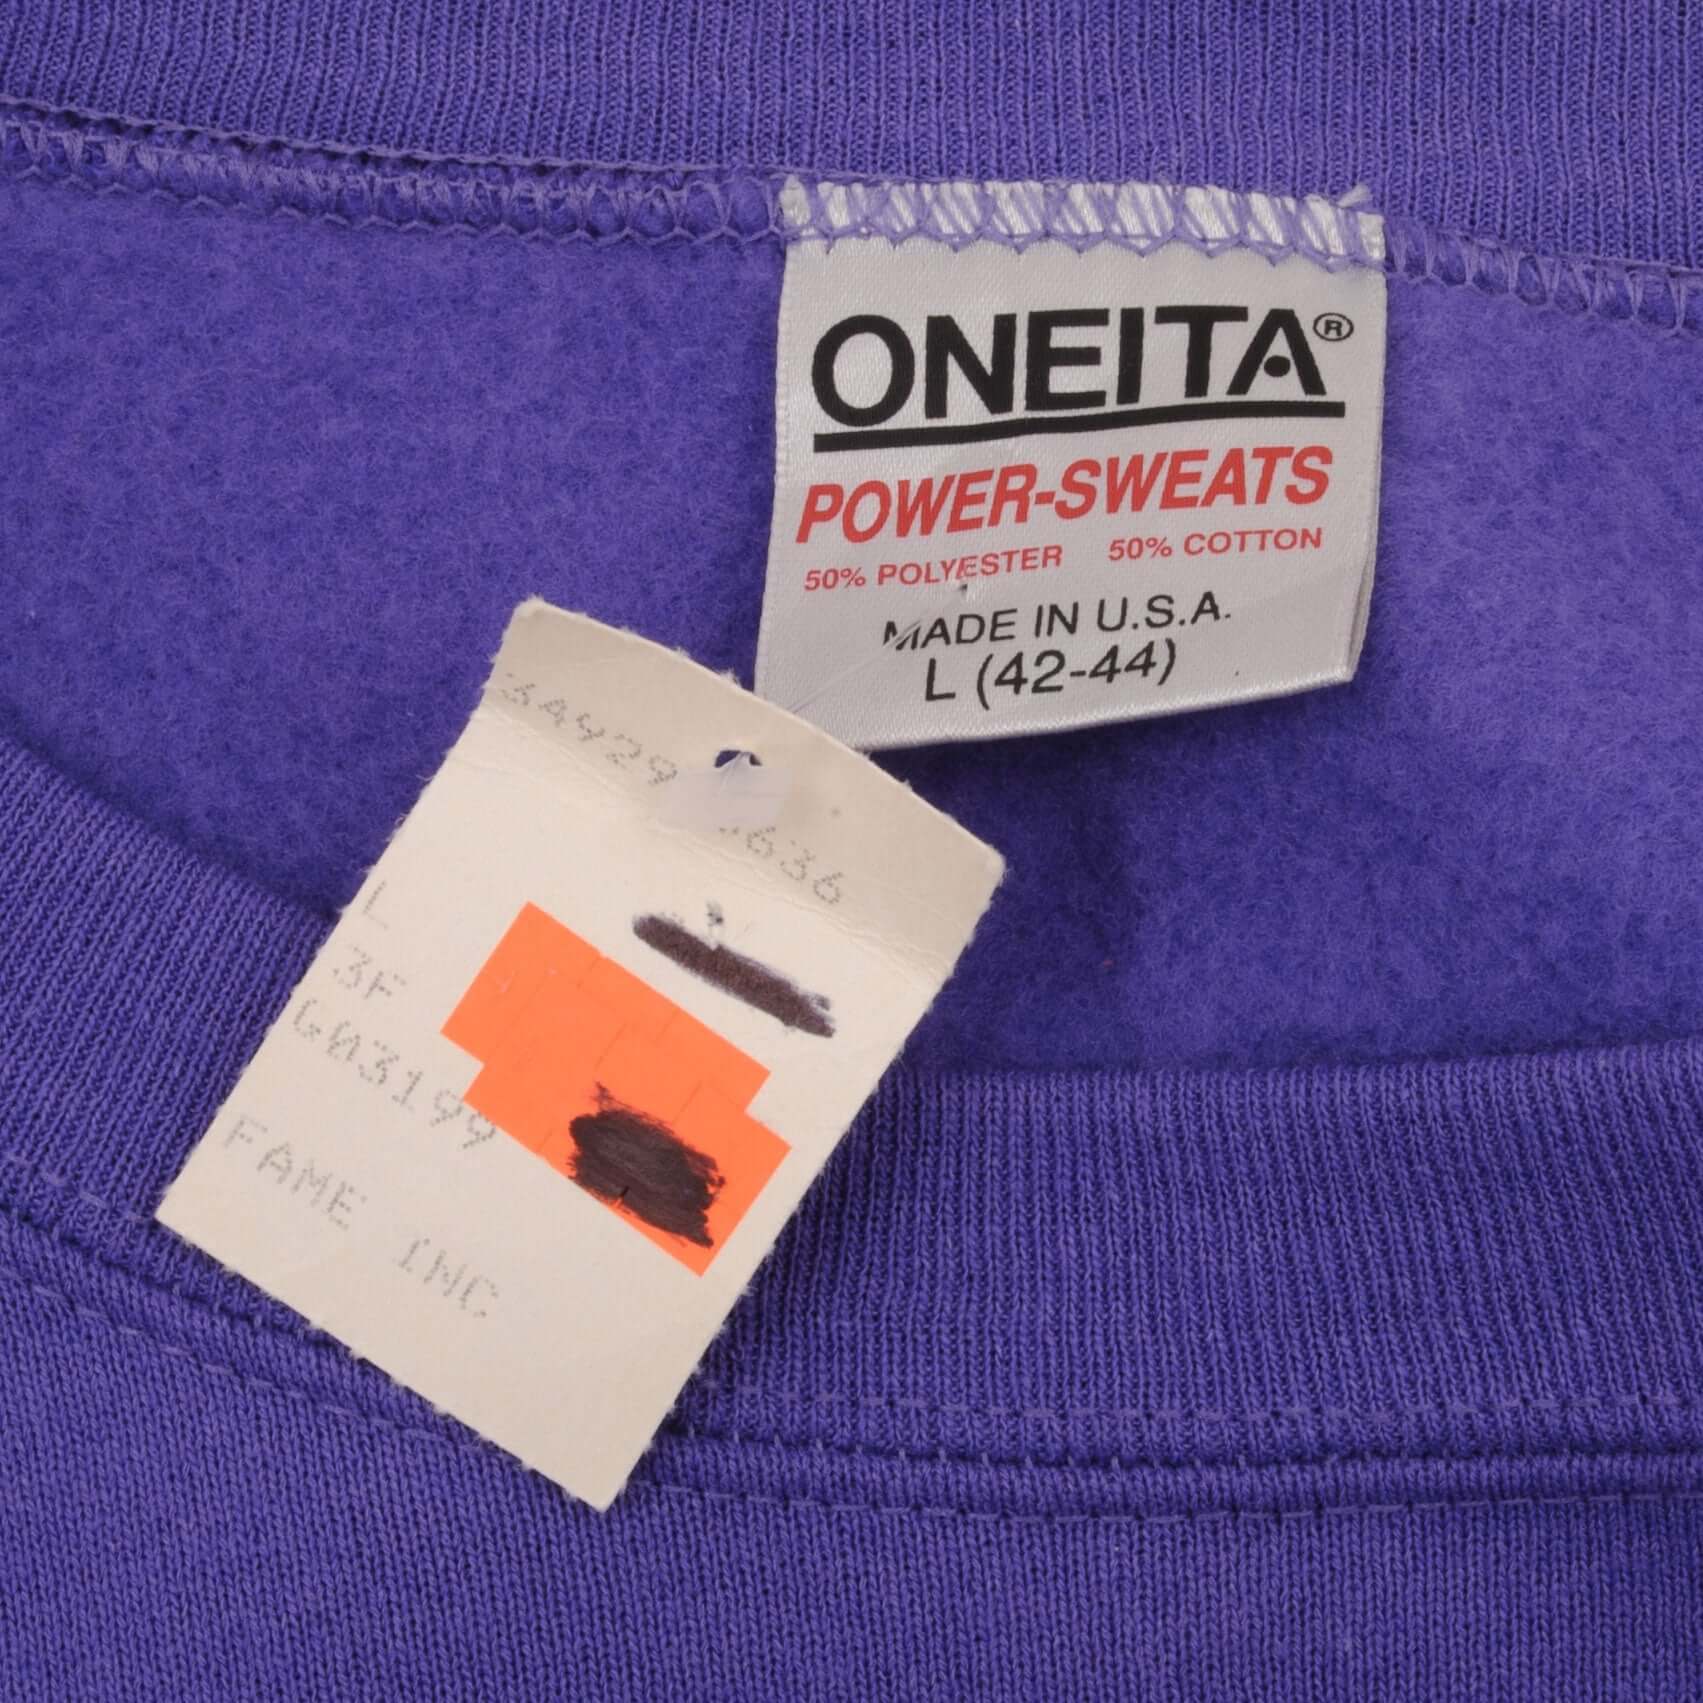 ONEITA®
POWER-SWEATS
50% POLYESTER 50% COTTON
MADE IN U.S.A.
L (42-44)
L
3F
FAME INC